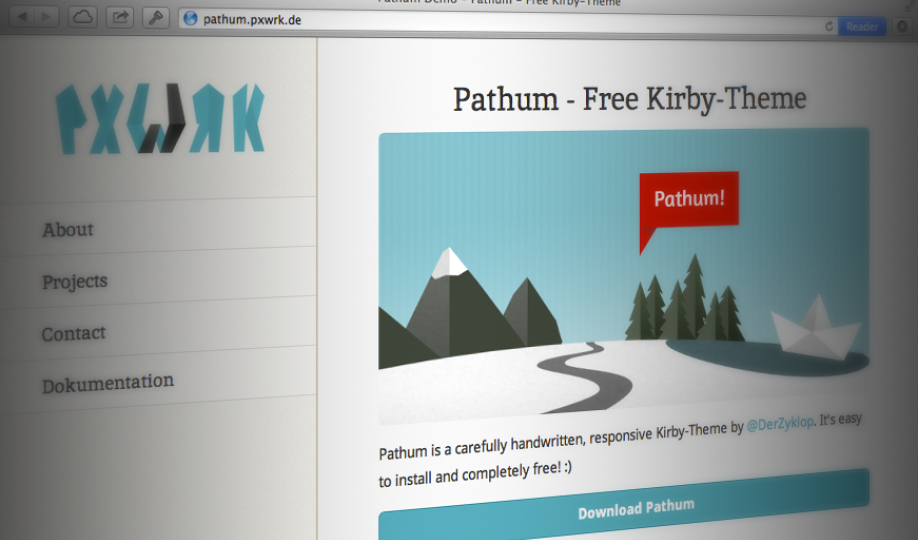 Pathum Demo - Pathum - Free Kirby-Theme
pathum.pxwrk.de
Reader
PXWRK
About
Projects
Contact
Dokumentation
Pathum - Free Kirby-Theme
Pathum!
Pathum is a carefully handwritten, responsive Kirby-Theme by @DerZyklop. It's easy
to install and completely free! :)
Download Pathum